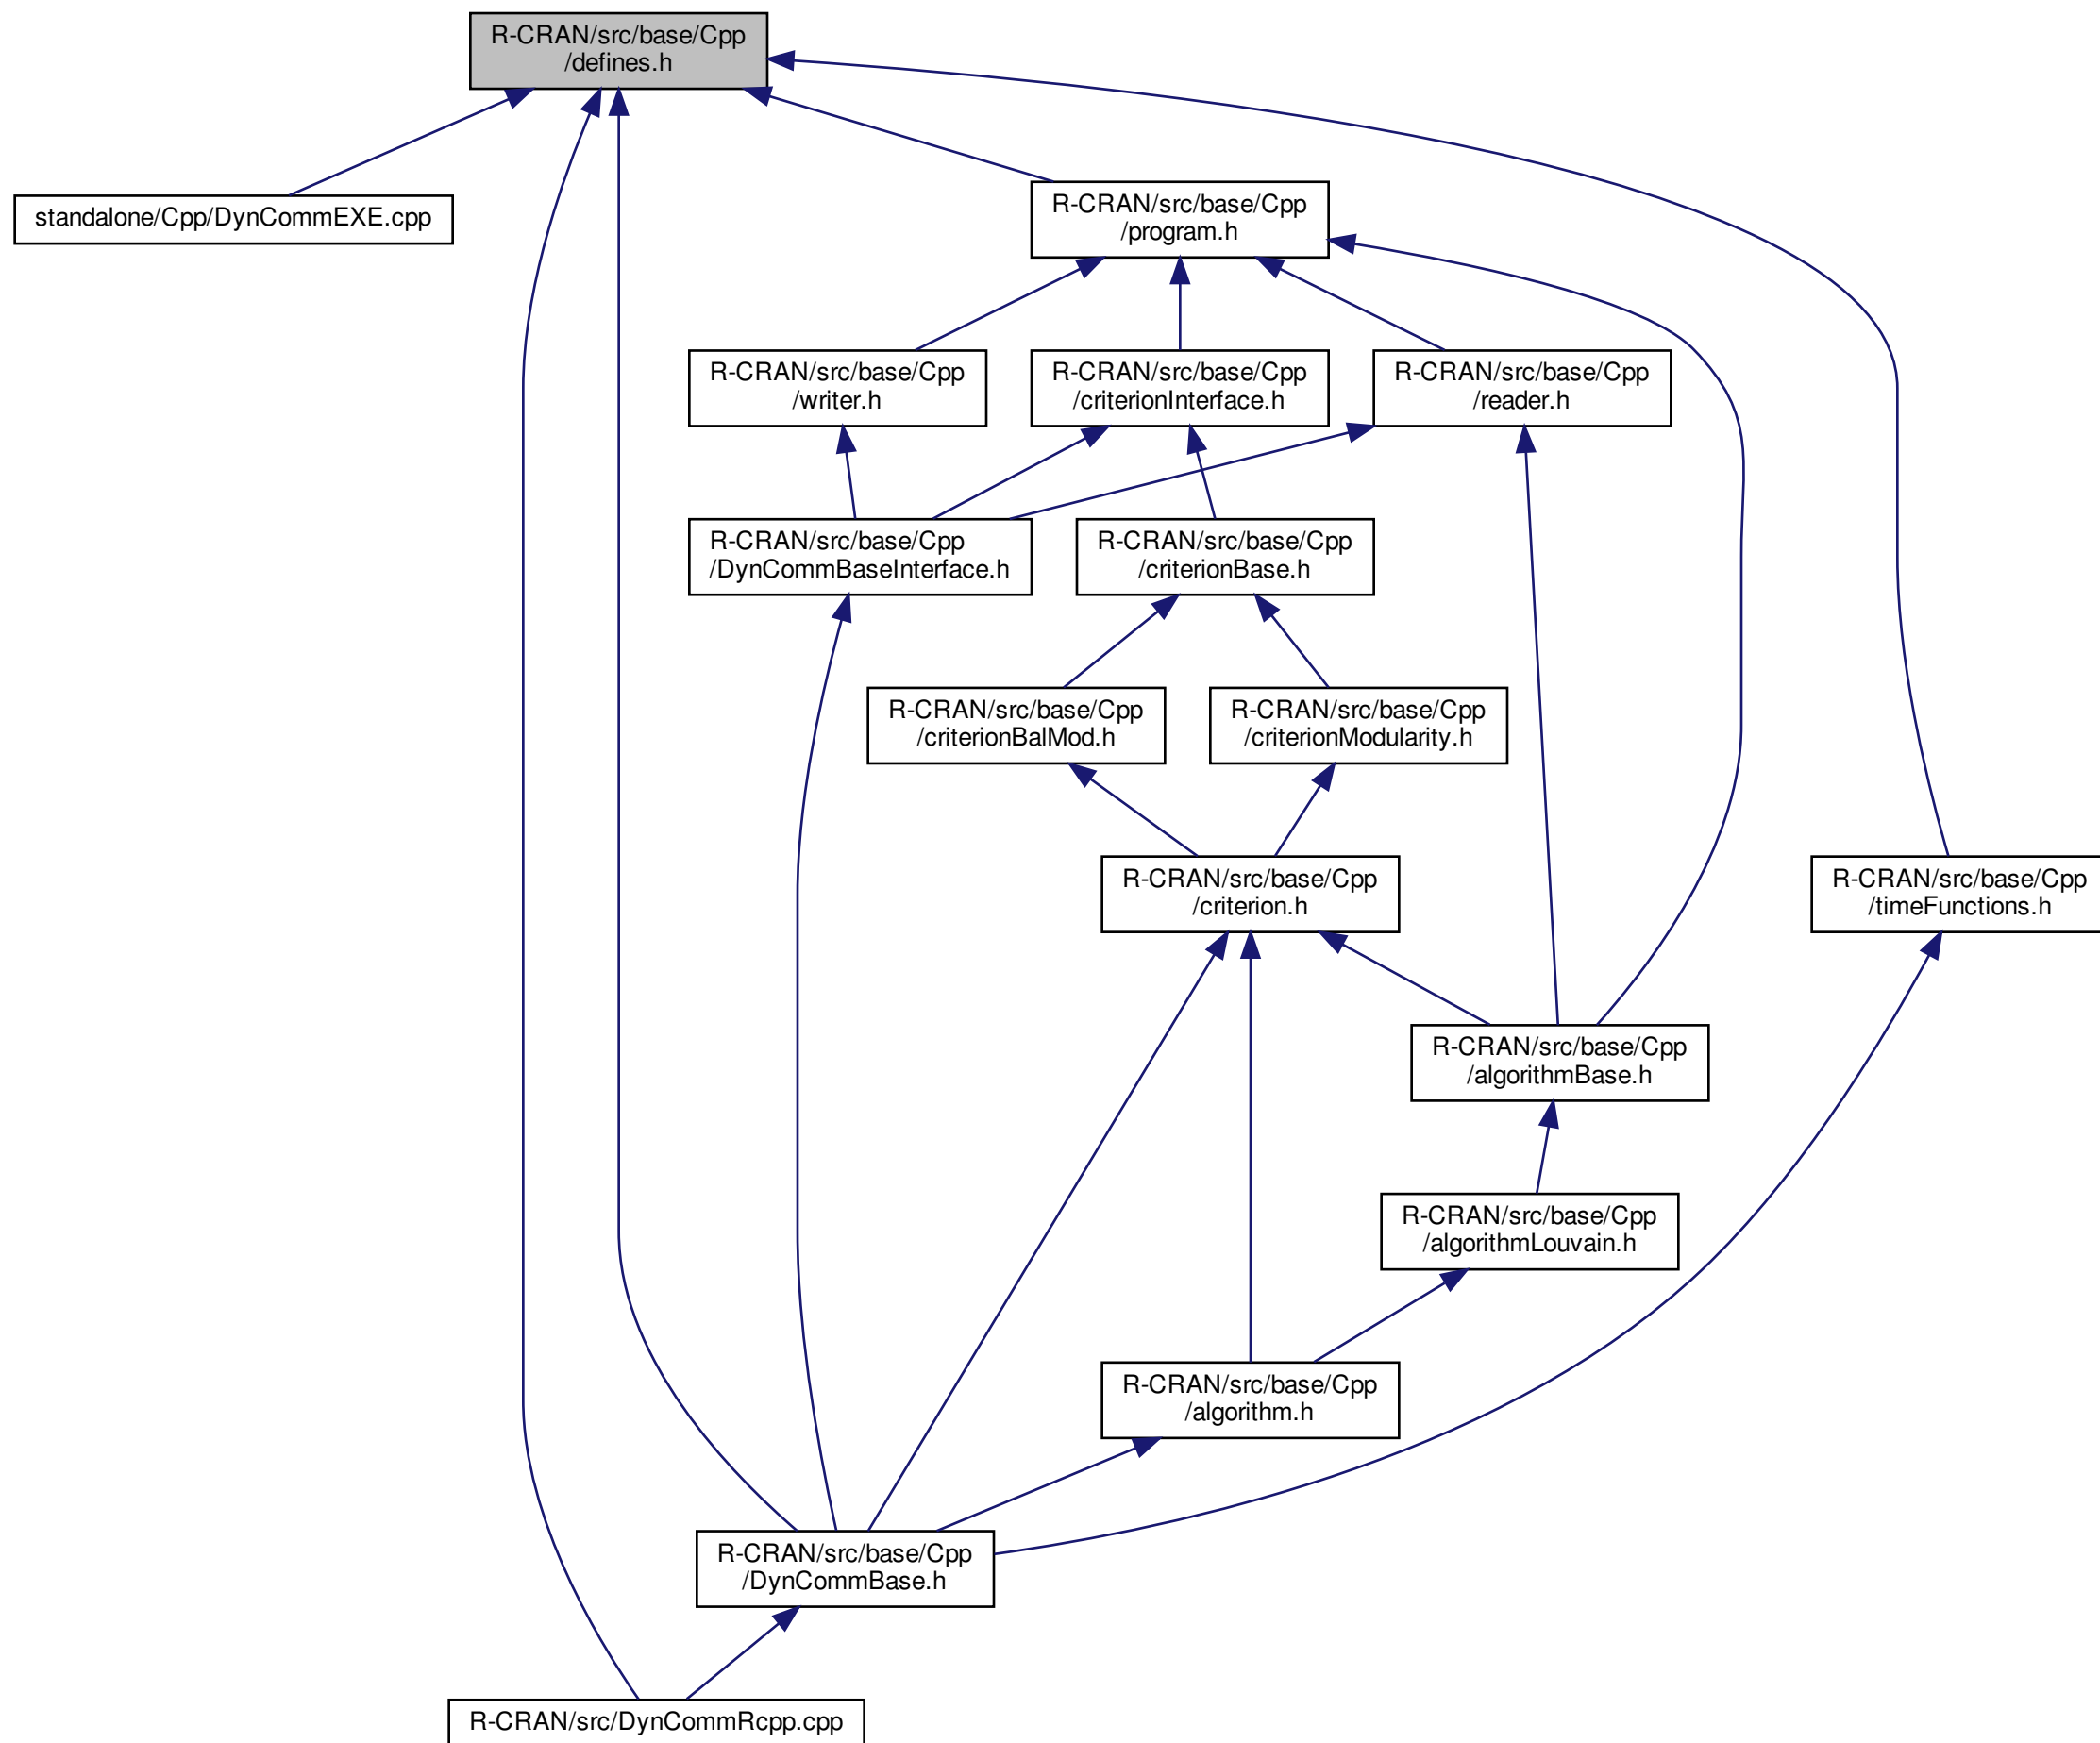 R-CRAN/src/base/Cpp
/defines.h
standalone/Cpp/DynCommEXE.cpp
R-CRAN/src/base/Cpp
/program.h
R-CRAN/src/base/Cpp
/writer.h
R-CRAN/src/base/Cpp
/criterionInterface.h
R-CRAN/src/base/Cpp
/reader.h
R-CRAN/src/base/Cpp
/DynCommBaseInterface.h
R-CRAN/src/base/Cpp
/criterionBase.h
R-CRAN/src/base/Cpp
/criterionBalMod.h
R-CRAN/src/base/Cpp
/criterionModularity.h
R-CRAN/src/base/Cpp
/criterion.h
R-CRAN/src/base/Cpp
/timeFunctions.h
R-CRAN/src/base/Cpp
/algorithmBase.h
R-CRAN/src/base/Cpp
/algorithmLouvain.h
R-CRAN/src/base/Cpp
/algorithm.h
R-CRAN/src/base/Cpp
/DynCommBase.h
R-CRAN/src/DynCommRcpp.cpp